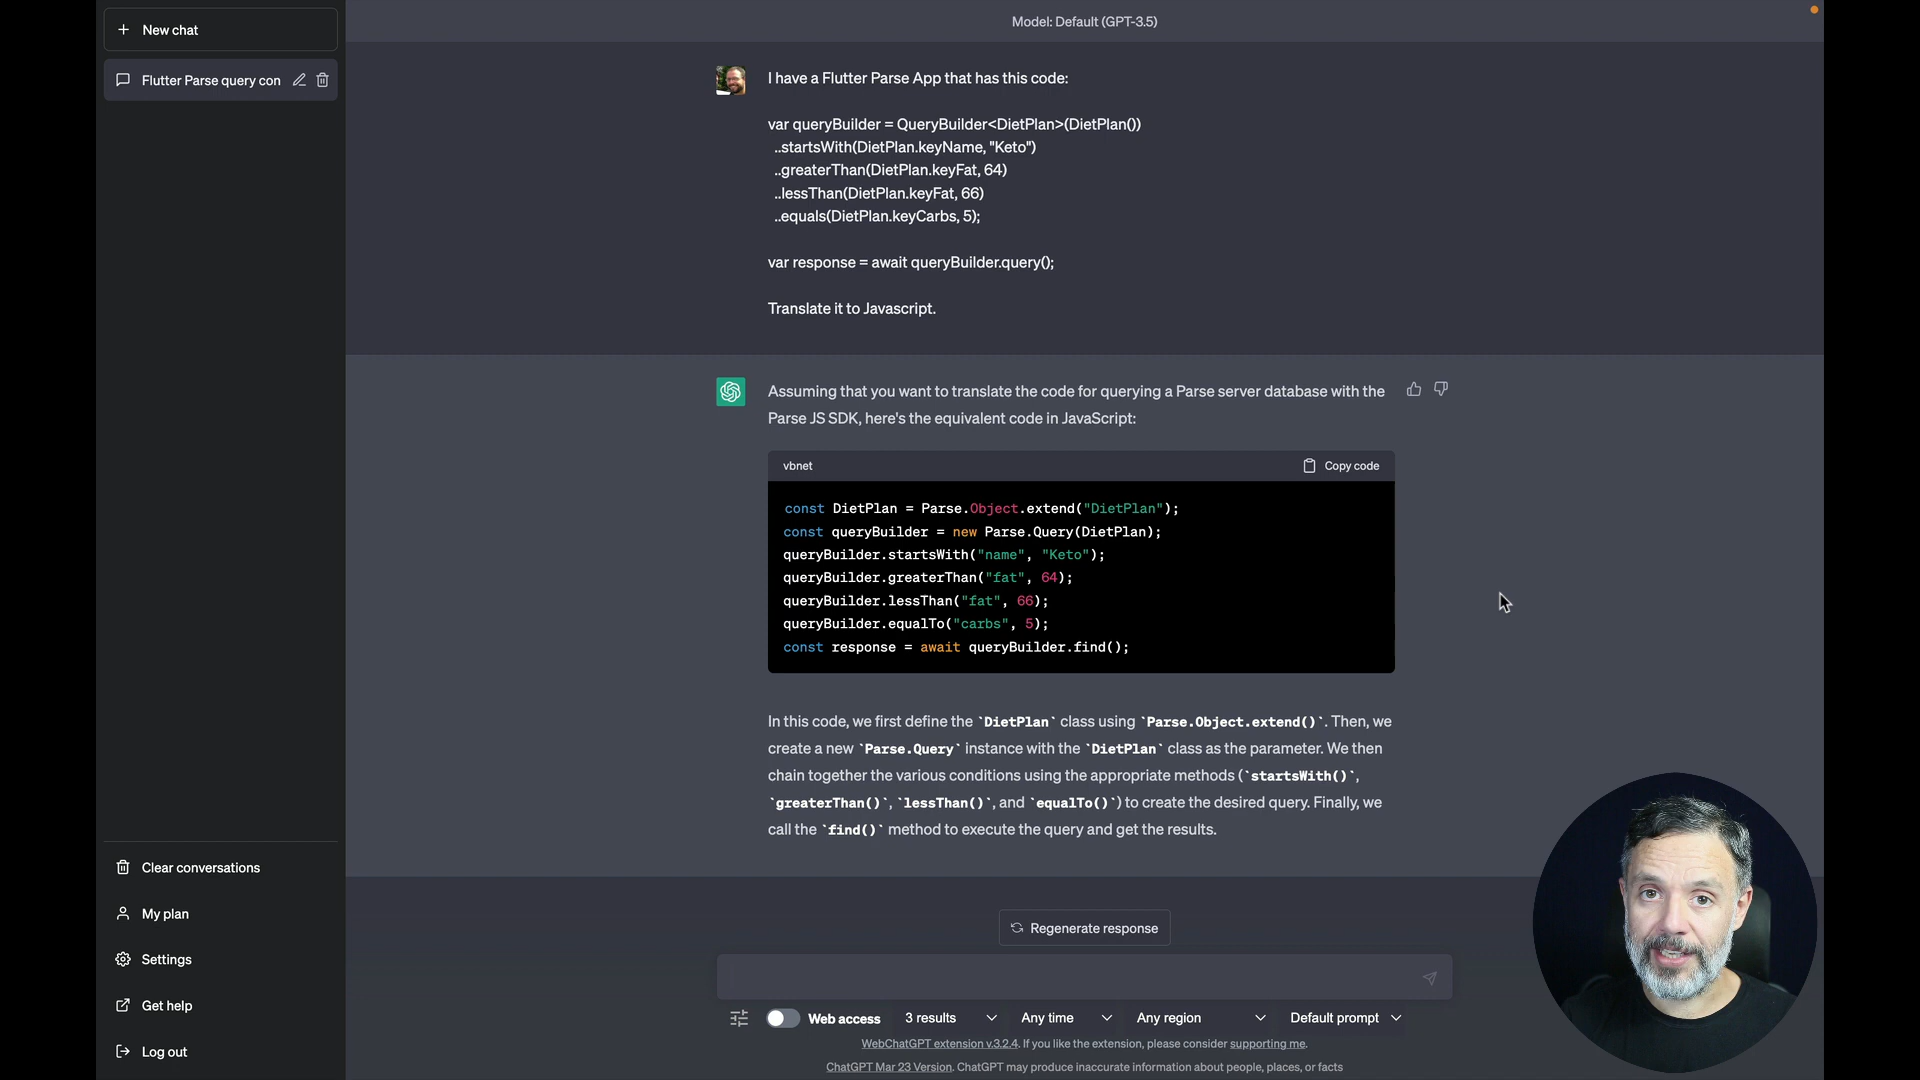 New chat
Flutter Parse query con
Clear conversations
My plan
Settings
Get help
Log out
Model: Default (GPT-3.5)
I have a Flutter Parse App that has this code:
var queryBuilder = QueryBuilder<DietPlan>(DietPlan())
..startsWith(DietPlan.keyName, "Keto")
..greaterThan(DietPlan.keyFat, 64)
..lessThan(DietPlan.keyFat, 66)
..equals(DietPlan.keyCarbs, 5);
var response = await queryBuilder.query();
Translate it to Javascript.
Assuming that you want to translate the code for querying a Parse server database with the
Parse JS SDK, here's the equivalent code in JavaScript:
vbnet Copy code
const DietPlan = Parse.Object.extend("DietPlan");
const queryBuilder = new Parse.Query(DietPlan);
queryBuilder.startsWith("name", "Keto");
queryBuilder.greaterThan("fat", 64);
queryBuilder.lessThan("fat", 66);
queryBuilder.equalTo("carbs", 5);
const response = await queryBuilder.find();
In this code, we first define the `DietPlan` class using `Parse.Object.extend()`. Then, we
create a new `Parse.Query` instance with the `DietPlan` class as the parameter. We then
chain together the various conditions using the appropriate methods (`startsWith()`,
`greaterThan()`, `lessThan()`, and `equalTo()`) to create the desired query. Finally, we
call the `find()` method to execute the query and get the results.
Regenerate response
Web access 3 results Any time Any region Default prompt
WebChatGPT extension v.3.2.4. If you like the extension, please consider supporting me.
ChatGPT Mar 23 Version. ChatGPT may produce inaccurate information about people, places, or facts